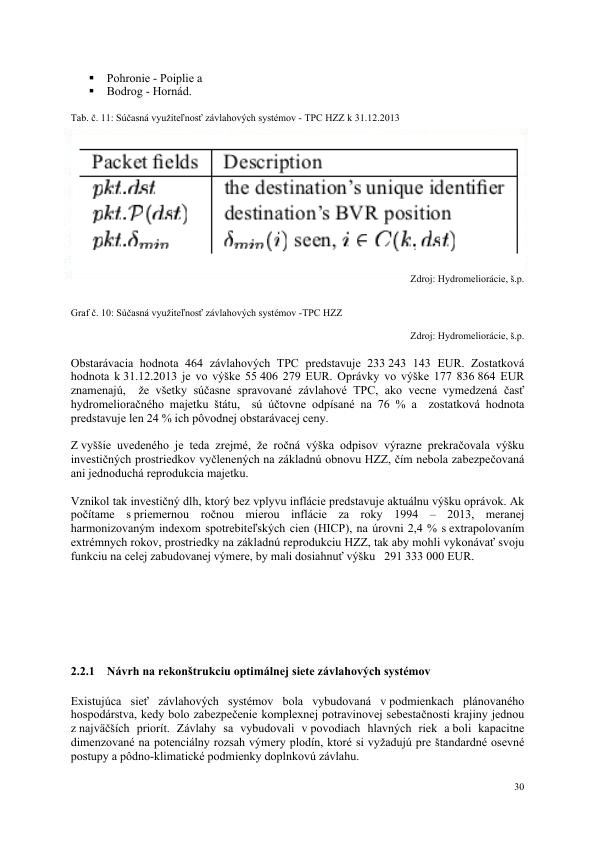 ▪ Pohronie - Poiplie a
▪ Bodrog - Hornád.
Tab. č. 11: Súčasná využiteľnosť závlahových systémov - TPC HZZ k 31.12.2013
Packet fields | Description
pkt.dst | the destination's unique identifier
pkt.P(dst) | destination's BVR position
pkt.δmin | δmin(i) seen, i ∈ C(k, dst)
Zdroj: Hydromeliorácie, š.p.
Graf č. 10: Súčasná využiteľnosť závlahových systémov -TPC HZZ
Zdroj: Hydromeliorácie, š.p.
Obstarávacia hodnota 464 závlahových TPC predstavuje 233 243 143 EUR. Zostatková
hodnota k 31.12.2013 je vo výške 55 406 279 EUR. Oprávky vo výške 177 836 864 EUR
znamenajú, že všetky súčasne spravované závlahové TPC, ako vecne vymedzená časť
hydromelioračného majetku štátu, sú účtovne odpísané na 76 % a zostatková hodnota
predstavuje len 24 % ich pôvodnej obstarávacej ceny.
Z vyššie uvedeného je teda zrejmé, že ročná výška odpisov výrazne prekračovala výšku
investičných prostriedkov vyčlenených na základnú obnovu HZZ, čím nebola zabezpečovaná
ani jednoduchá reprodukcia majetku.
Vznikol tak investičný dlh, ktorý bez vplyvu inflácie predstavuje aktuálnu výšku oprávok. Ak
počítame s priemernou ročnou mierou inflácie za roky 1994 – 2013, meranej
harmonizovaným indexom spotrebiteľských cien (HICP), na úrovni 2,4 % s extrapolovaním
extrémnych rokov, prostriedky na základnú reprodukciu HZZ, tak aby mohli vykonávať svoju
funkciu na celej zabudovanej výmere, by mali dosiahnuť výšku 291 333 000 EUR.
2.2.1 Návrh na rekonštrukciu optimálnej siete závlahových systémov
Existujúca sieť závlahových systémov bola vybudovaná v podmienkach plánovaného
hospodárstva, kedy bolo zabezpečenie komplexnej potravinovej sebestačnosti krajiny jednou
z najväčších priorít. Závlahy sa vybudovali v povodiach hlavných riek a boli kapacitne
dimenzované na potenciálny rozsah výmery plodín, ktoré si vyžadujú pre štandardné osevné
postupy a pôdno-klimatické podmienky doplnkovú závlahu.
30